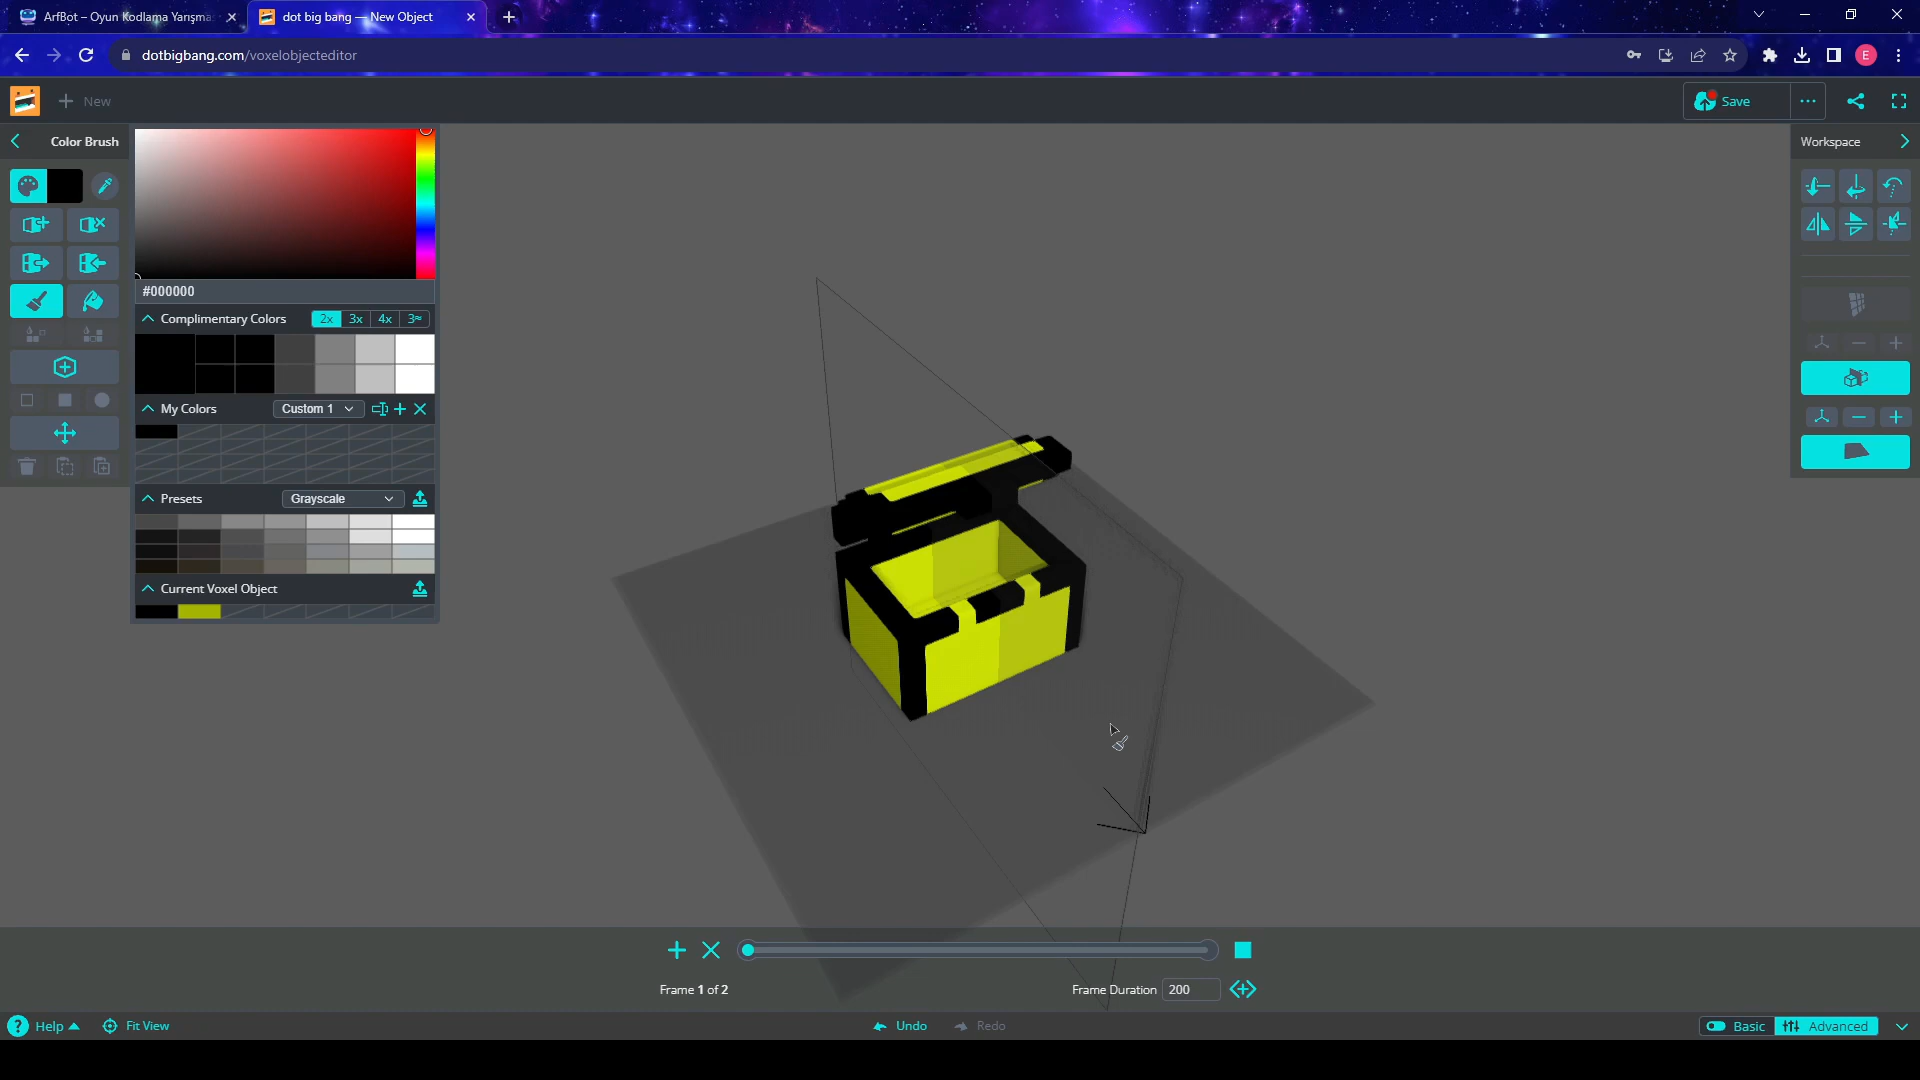 ArfBot – Oyun Kodlama Yarışma
dot big bang — New Object
dotbigbang.com/voxelobjecteditor
E
New
Save
Color Brush
Workspace
#000000
Complimentary Colors
2x
3x
4x
3≈
My Colors
Custom 1
Presets
Grayscale
Current Voxel Object
Frame 1 of 2
Frame Duration
200
? Help
Fit View
Undo
Redo
Basic
Advanced